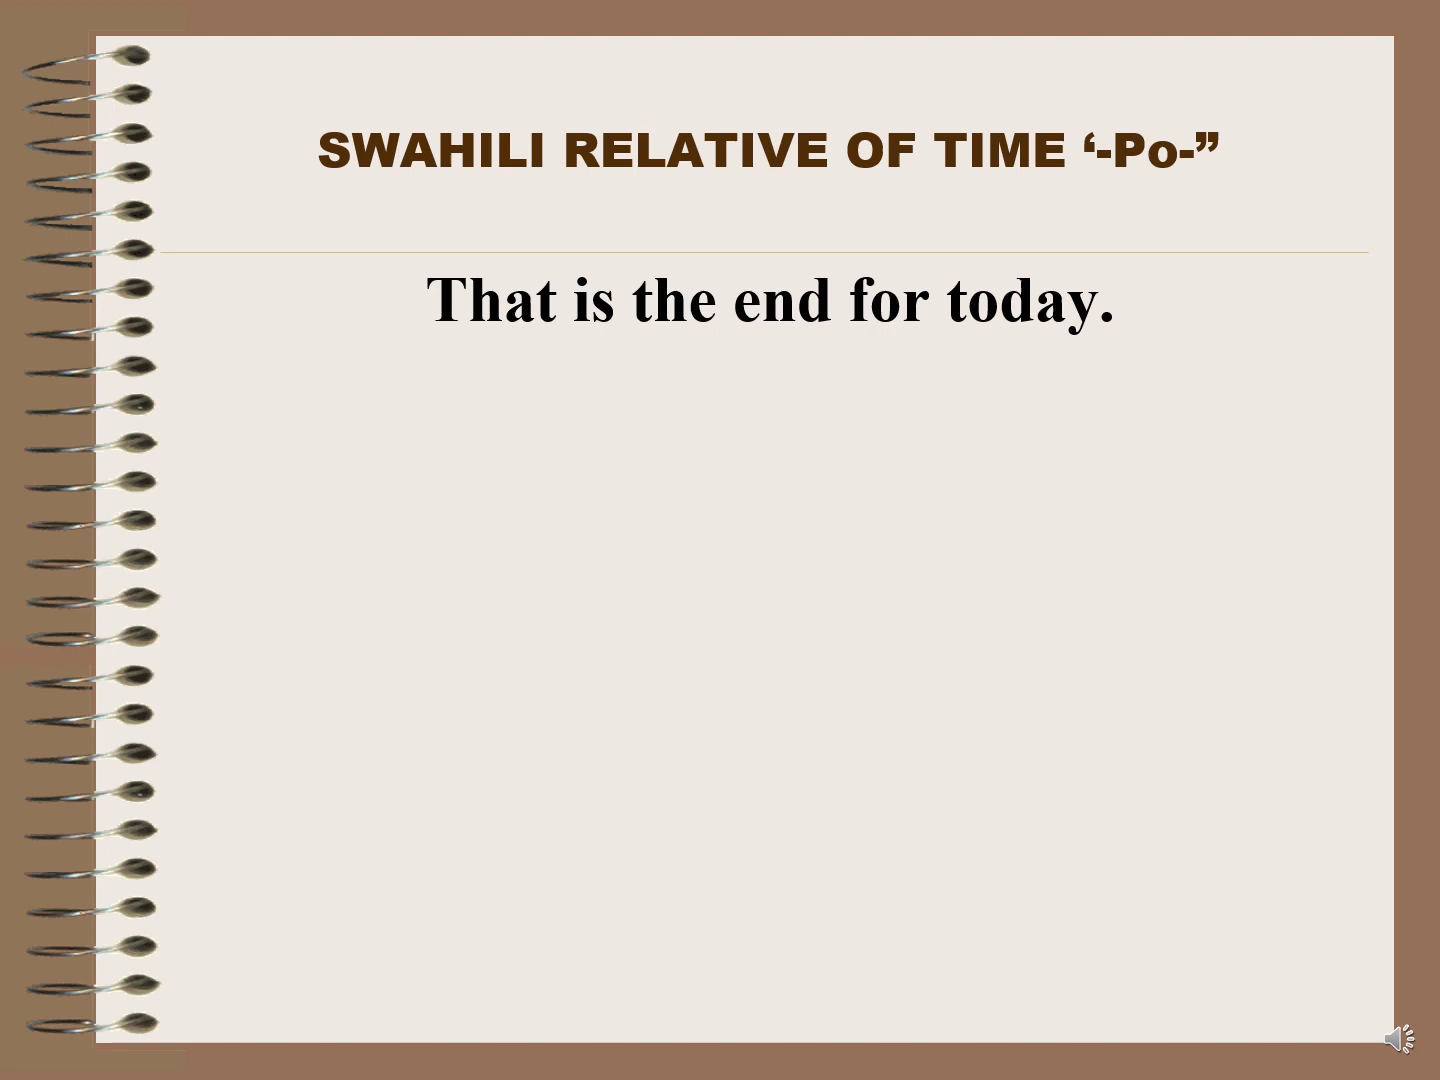 SWAHILI RELATIVE OF TIME ‘-Po-”
That is the end for today.